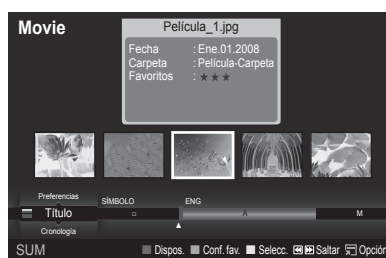 Movie
Película_1.jpg
Fecha : Ene.01.2008
Carpeta : Película-Carpeta
Favoritos : ★★★
Preferencias
SÍMBOLO ENG
Título □ A M
Cronología
SUM Dispos. Conf. fav. Selecc. Saltar Opción